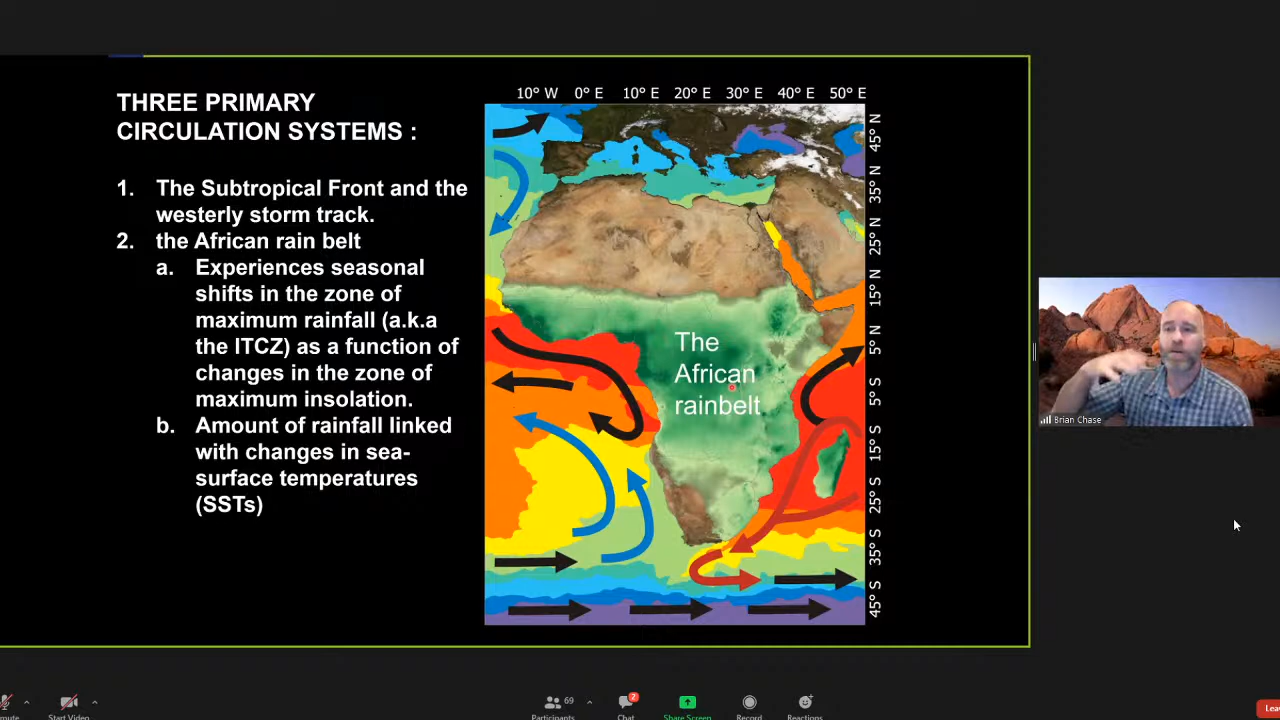 THREE PRIMARY
CIRCULATION SYSTEMS :
1. The Subtropical Front and the
westerly storm track.
2. the African rain belt
a. Experiences seasonal
shifts in the zone of
maximum rainfall (a.k.a
the ITCZ) as a function of
changes in the zone of
maximum insolation.
b. Amount of rainfall linked
with changes in sea-
surface temperatures
(SSTs)
10° W 0° E 10° E 20° E 30° E 40° E 50° E
45° N
35° N
25° N
15° N
5° N
5° S
15° S
25° S
35° S
45° S
The
African
rainbelt
Brian Chase
69
2
Start Video
Participants
Chat
Share Screen
Record
Reactions